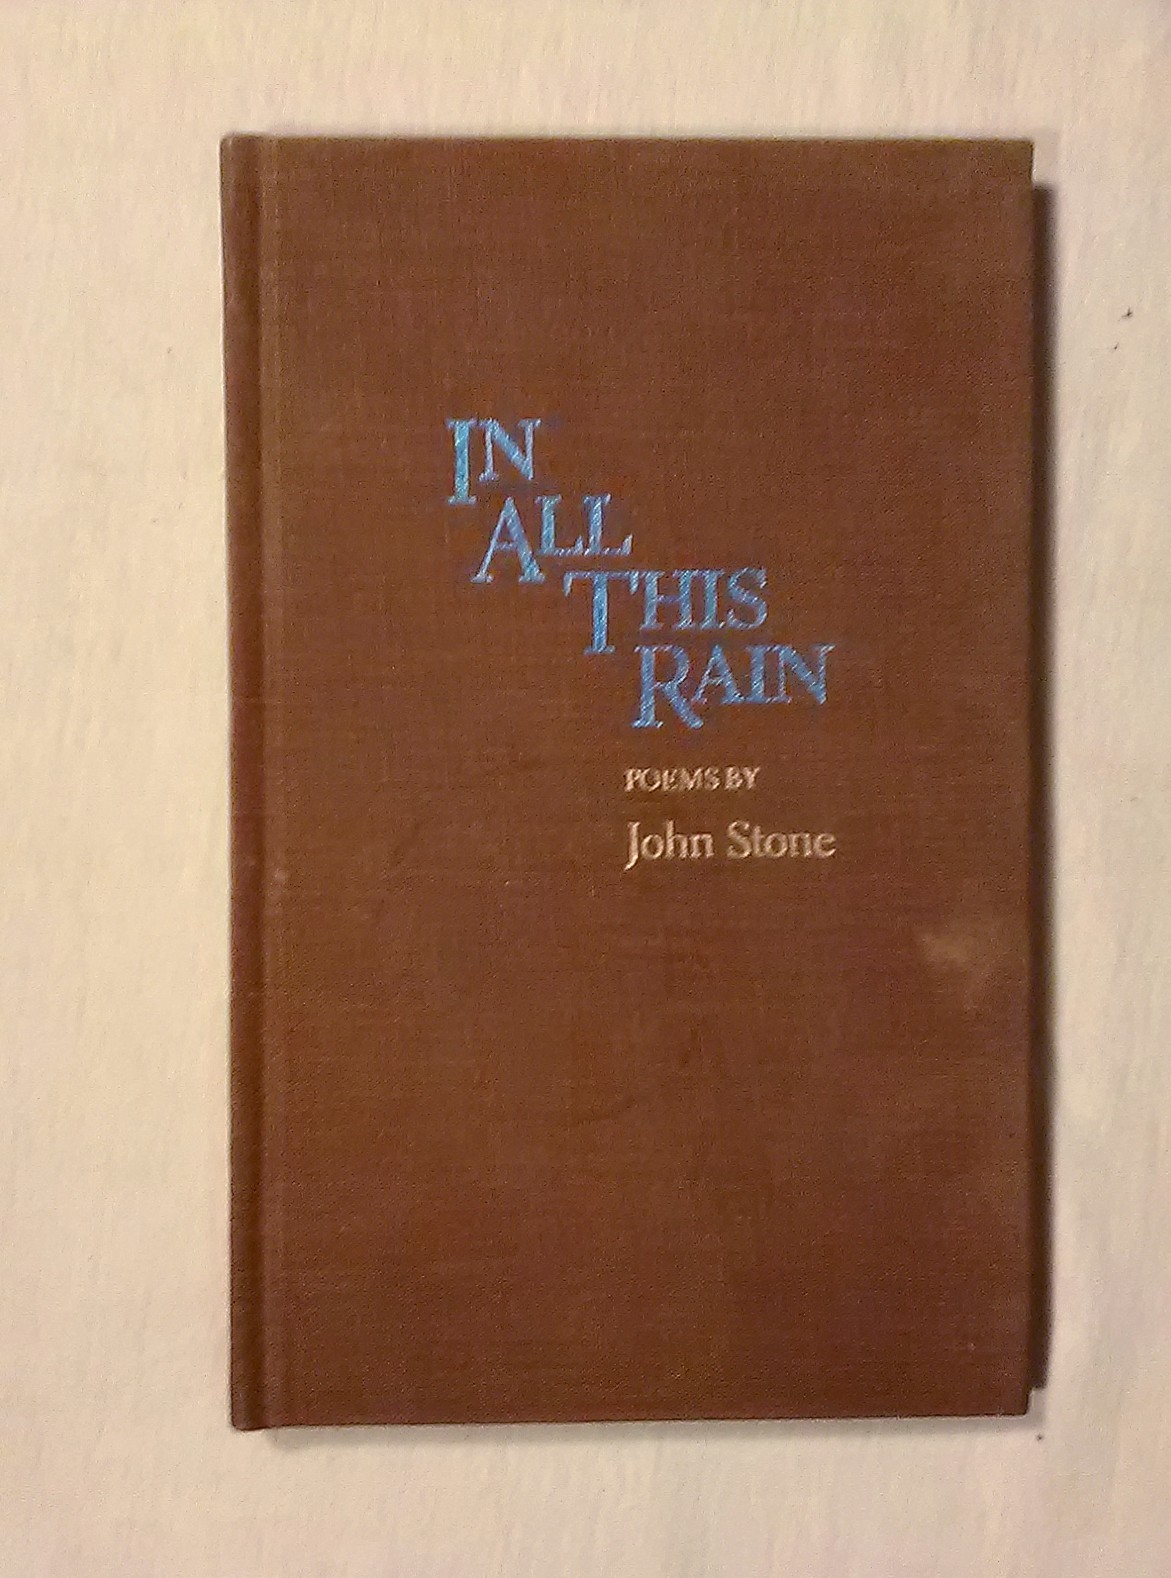 IN
ALL
THIS
RAIN
POEMS BY
John Stone